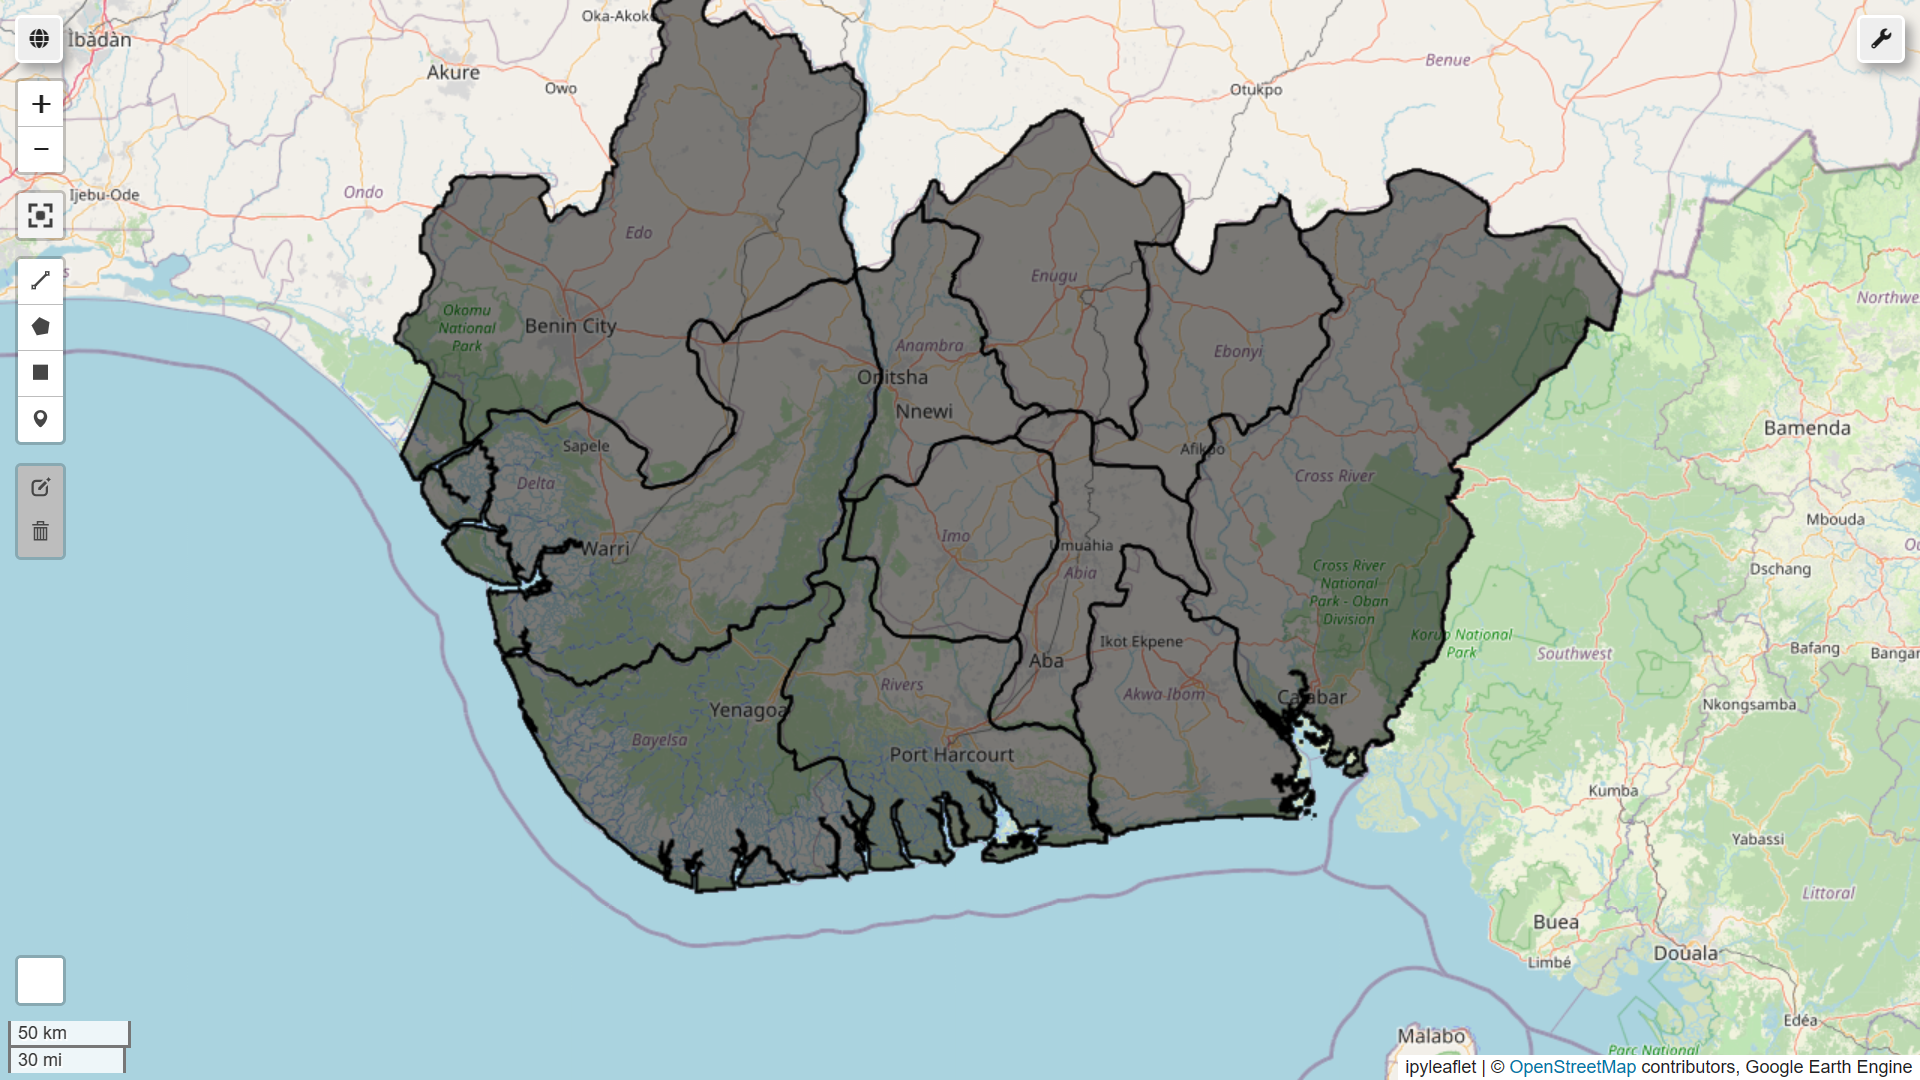 Oka-Akoko
Ìbàdàn
Akure
Owo
Benue
Otukpo
Ijebu-Ode
Ondo
Edo
Enugu
Northwe
Okomu
National
Park
Benin City
Anambra
Ebonyi
Onitsha
Nnewi
Bamenda
Sapele
Afikpo
Cross River
Delta
Mbouda
Imo
Umuahia
Warri
Abia
Dschang
Cross River
National
Park - Oban
Division
Ikot Ekpene
Korup National
Park
Southwest
Bafang
Bangan
Aba
Rivers
Akwa Ibom
Calabar
Yenagoa
Nkongsamba
Bayelsa
Port Harcourt
Kumba
Yabassi
Littoral
Buea
Limbé
Douala
Edéa
Malabo
Parc National
50 km
30 mi
ipyleaflet | © OpenStreetMap contributors, Google Earth Engine